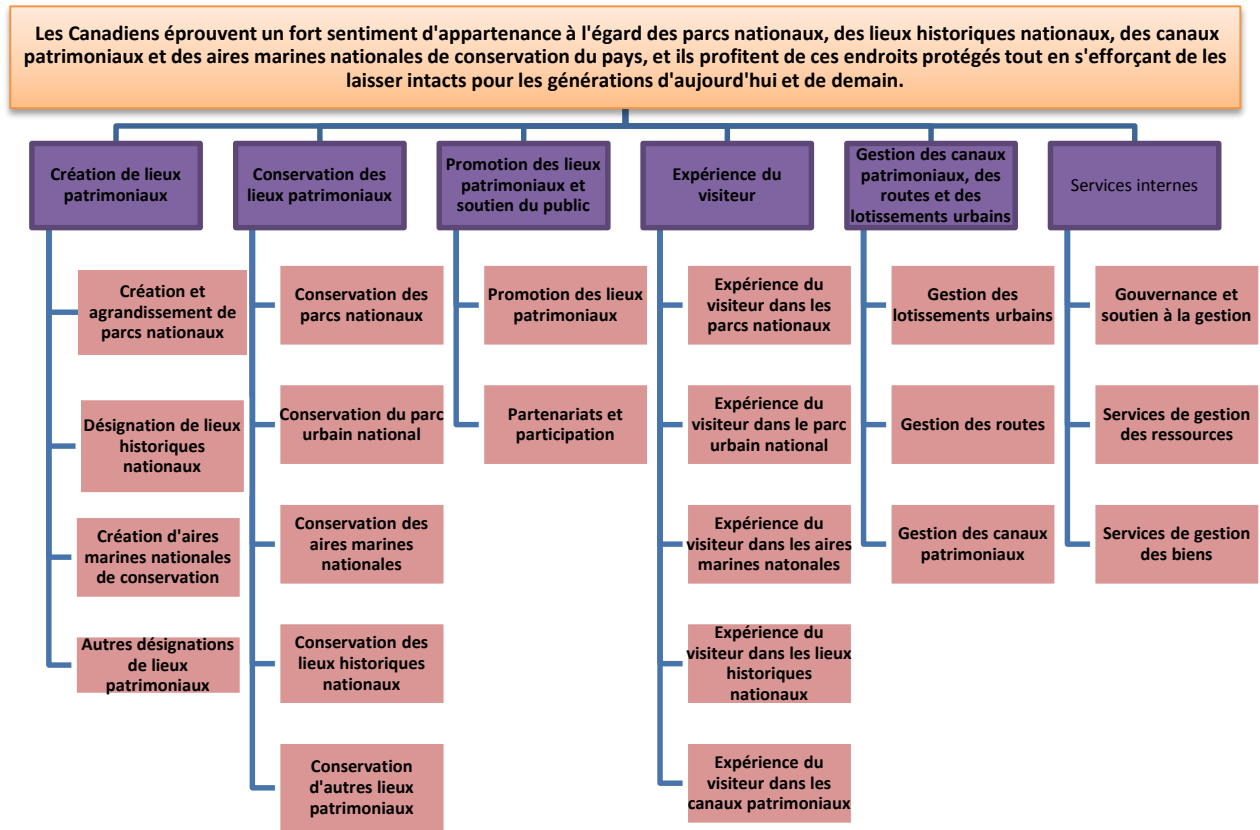 Les Canadiens éprouvent un fort sentiment d'appartenance à l'égard des parcs nationaux, des lieux historiques nationaux, des canaux
patrimoniaux et des aires marines nationales de conservation du pays, et ils profitent de ces endroits protégés tout en s'efforçant de les
laisser intacts pour les générations d'aujourd'hui et de demain.
Création de lieux
patrimoniaux
Création et
agrandissement de
parcs nationaux
Désignation de lieux
historiques
nationaux
Création d'aires
marines nationales
de conservation
Autres désignations
de lieux
patrimoniaux
Conservation des
lieux patrimoniaux
Conservation des
parcs nationaux
Conservation du parc
urbain national
Conservation des
aires marines
nationales
Conservation des
lieux historiques
nationaux
Conservation
d'autres lieux
patrimoniaux
Promotion des lieux
patrimoniaux et
soutien du public
Promotion des lieux
patrimoniaux
Partenariats et
participation
Expérience du
visiteur
Expérience du
visiteur dans les
parcs nationaux
Expérience du
visiteur dans le parc
urbain national
Expérience du
visiteur dans les aires
marines natonales
Expérience du
visiteur dans les lieux
historiques
nationaux
Expérience du
visiteur dans les
canaux patrimoniaux
Gestion des canaux
patrimoniaux, des
routes et des
lotissements urbains
Gestion des
lotissements urbains
Gestion des routes
Gestion des canaux
patrimoniaux
Services internes
Gouvernance et
soutien à la gestion
Services de gestion
des ressources
Services de gestion
des biens